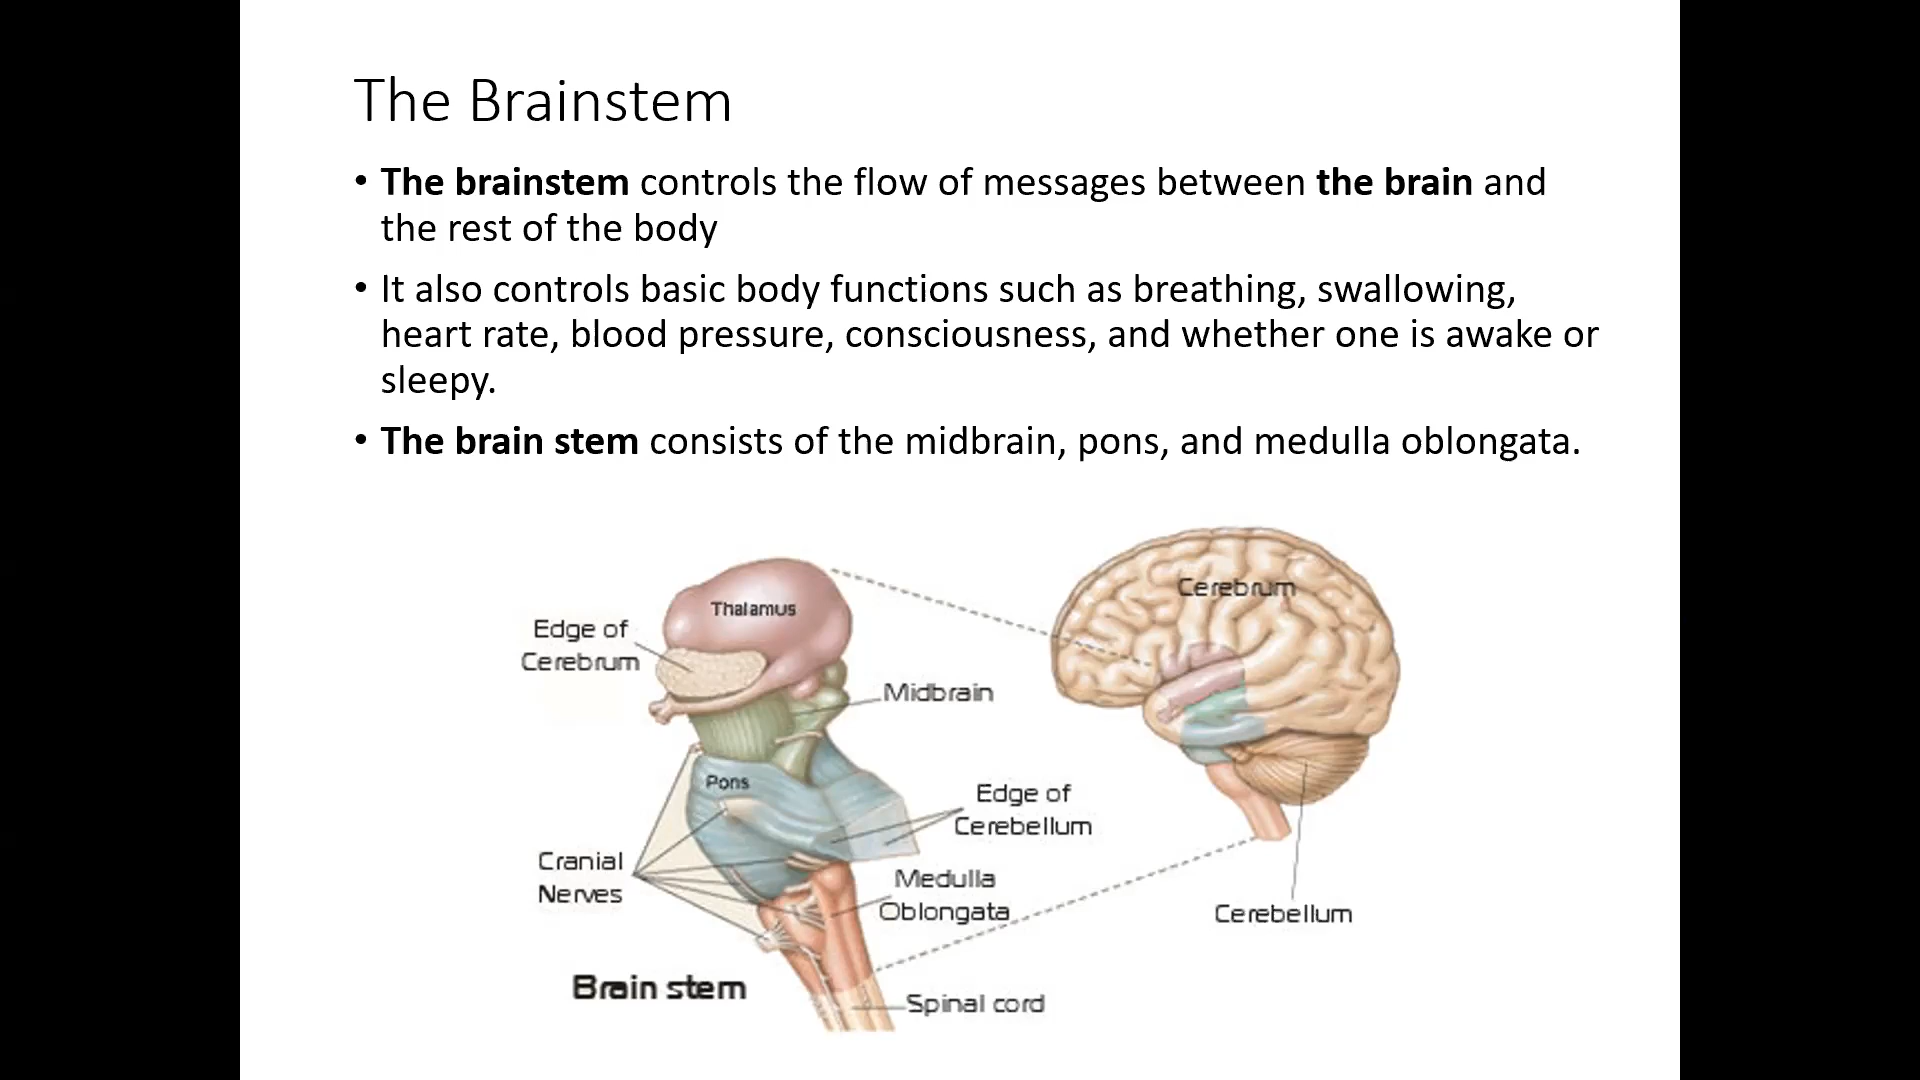 The Brainstem
• The brainstem controls the flow of messages between the brain and
the rest of the body
• It also controls basic body functions such as breathing, swallowing,
heart rate, blood pressure, consciousness, and whether one is awake or
sleepy.
• The brain stem consists of the midbrain, pons, and medulla oblongata.
Thalamus
Edge of
Cerebrum
Midbrain
Pons
Edge of
Cerebellum
Cranial
Nerves
Medulla
Oblongata
Brain stem
Spinal cord
Cerebrum
Cerebellum